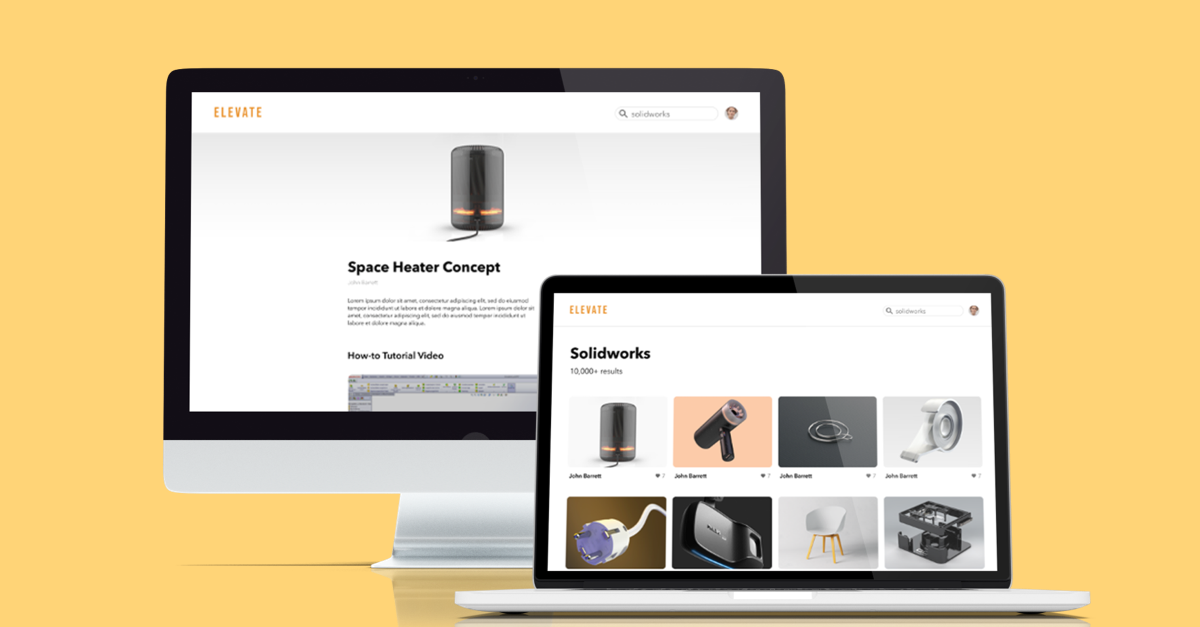 ELEVATE
solidworks
Space Heater Concept
John Barrett
Lorem ipsum dolor sit amet, consectetur adipiscing elit, sed do eiusmod
tempor incididunt ut labore et dolore magna aliqua. Lorem ipsum dolor sit
amet, consectetur adipiscing elit, sed do eiusmod tempor incididunt ut
labore et dolore magna aliqua.
How-to Tutorial Video
ELEVATE
solidworks
Solidworks
10,000+ results
John Barrett 7
John Barrett 7
John Barrett 7
John Barrett 7